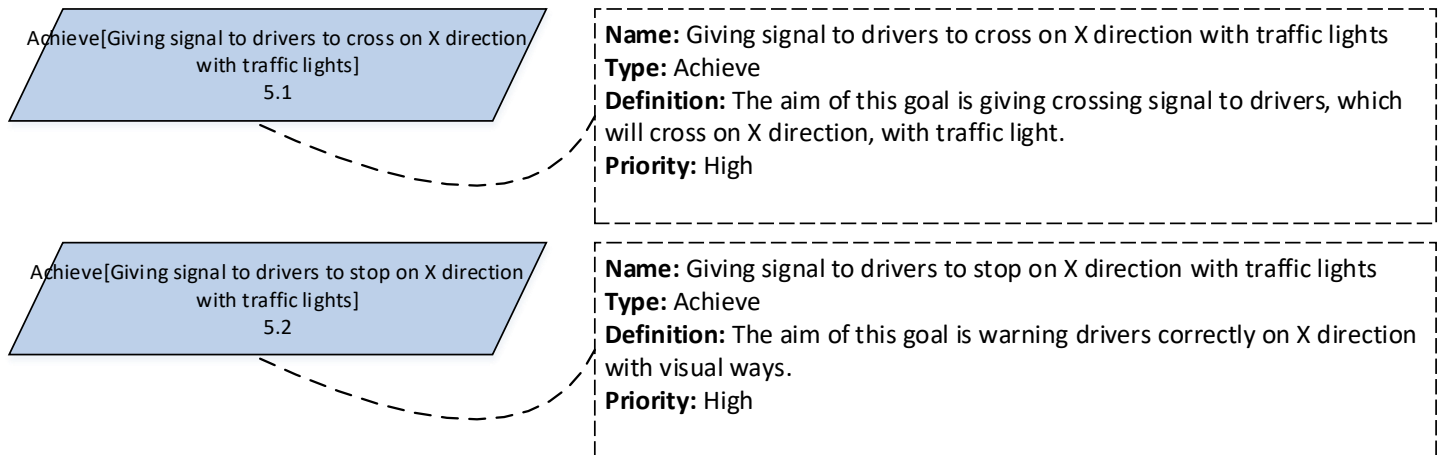 Achieve[Giving signal to drivers to cross on X direction
with traffic lights]
5.1
Name: Giving signal to drivers to cross on X direction with traffic lights
Type: Achieve
Definition: The aim of this goal is giving crossing signal to drivers, which
will cross on X direction, with traffic light.
Priority: High
Achieve[Giving signal to drivers to stop on X direction
with traffic lights]
5.2
Name: Giving signal to drivers to stop on X direction with traffic lights
Type: Achieve
Definition: The aim of this goal is warning drivers correctly on X direction
with visual ways.
Priority: High